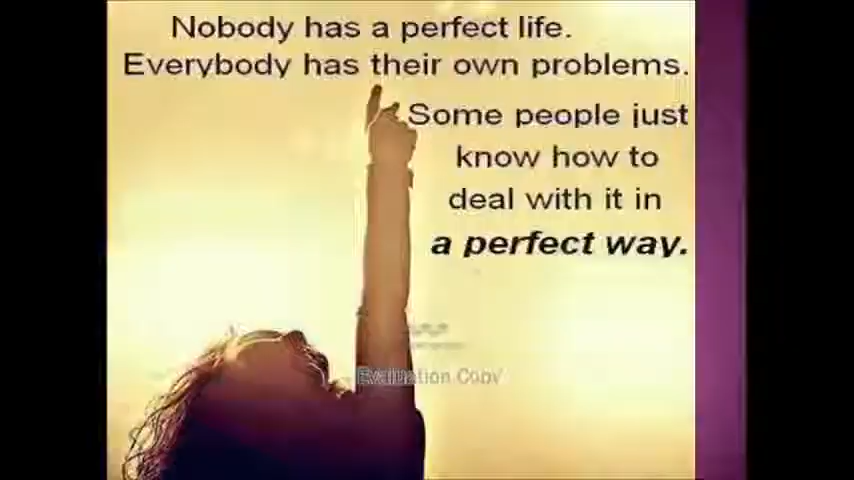 Nobody has a perfect life.
Everybody has their own problems.
Some people just
know how to
deal with it in
a perfect way.
Evaluation Copy